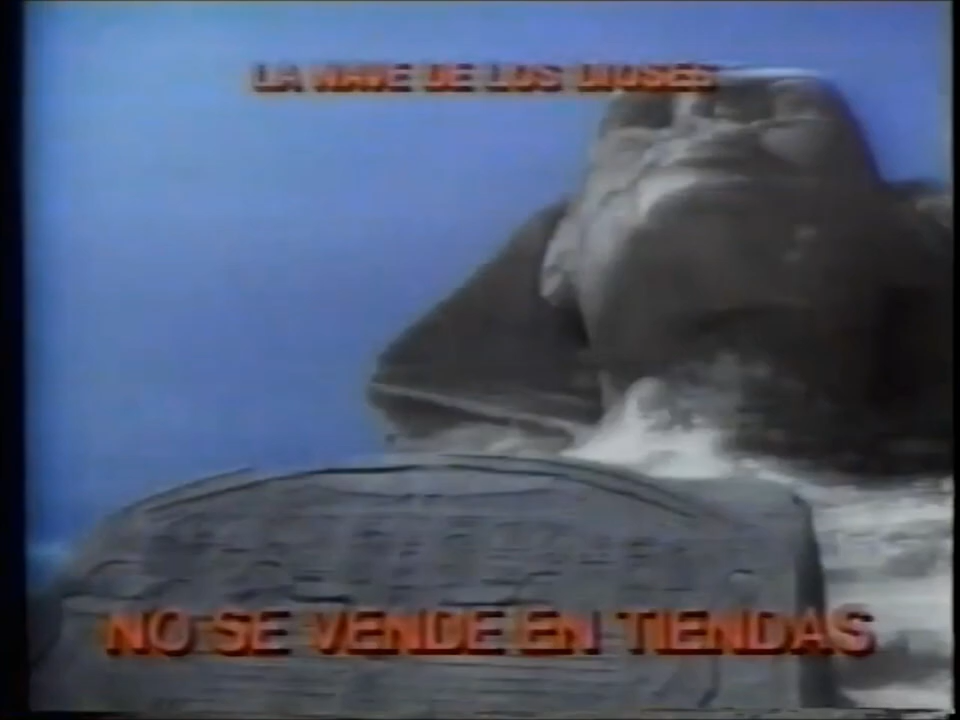 LA NAVE DE LOS DIOSES
NO SE VENDE EN TIENDAS